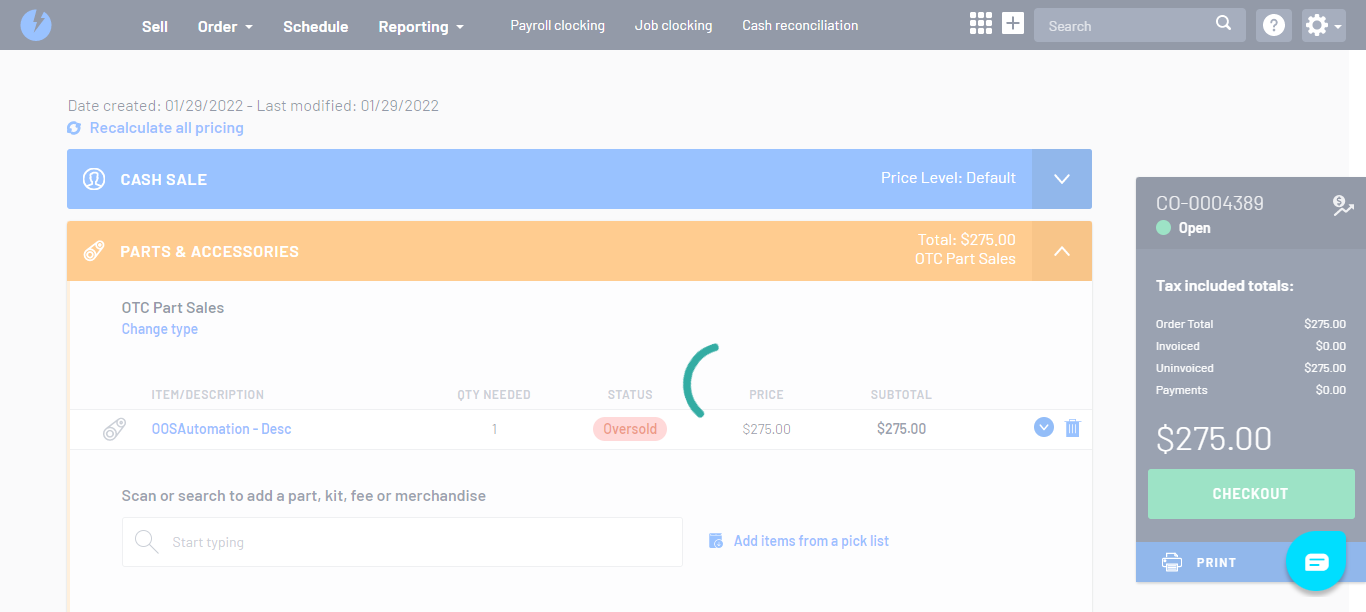 Sell
Order
Schedule
Reporting
Payroll clocking
Job clocking
Cash reconciliation
Search
Date created: 01/29/2022 - Last modified: 01/29/2022
Recalculate all pricing
CASH SALE
Price Level: Default
PARTS & ACCESSORIES
Total: $275.00
OTC Part Sales
OTC Part Sales
Change type
ITEM/DESCRIPTION QTY NEEDED STATUS PRICE SUBTOTAL
OOSAutomation - Desc 1 Oversold $275.00 $275.00
Scan or search to add a part, kit, fee or merchandise
Start typing
Add items from a pick list
CO-0004389
Open
Tax included totals:
Order Total $275.00
Invoiced $0.00
Uninvoiced $275.00
Payments $0.00
$275.00
CHECKOUT
PRINT